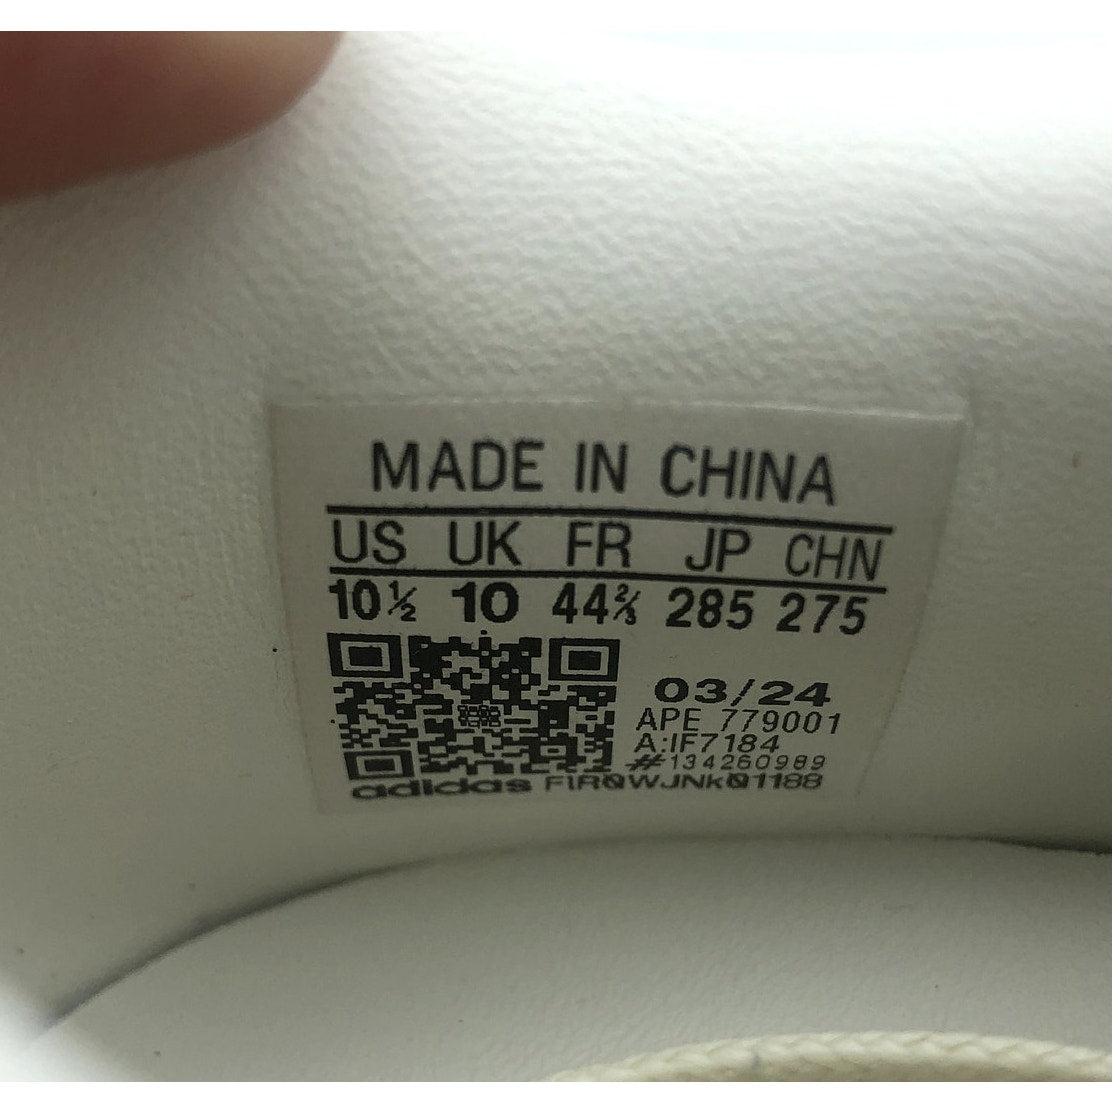 MADE IN CHINA
US UK FR JP CHN
10½ 10 44⅔ 285 275
03/24
APE 779001
A:IF7184
#134260989
adidas F1RQWJNKQ1188